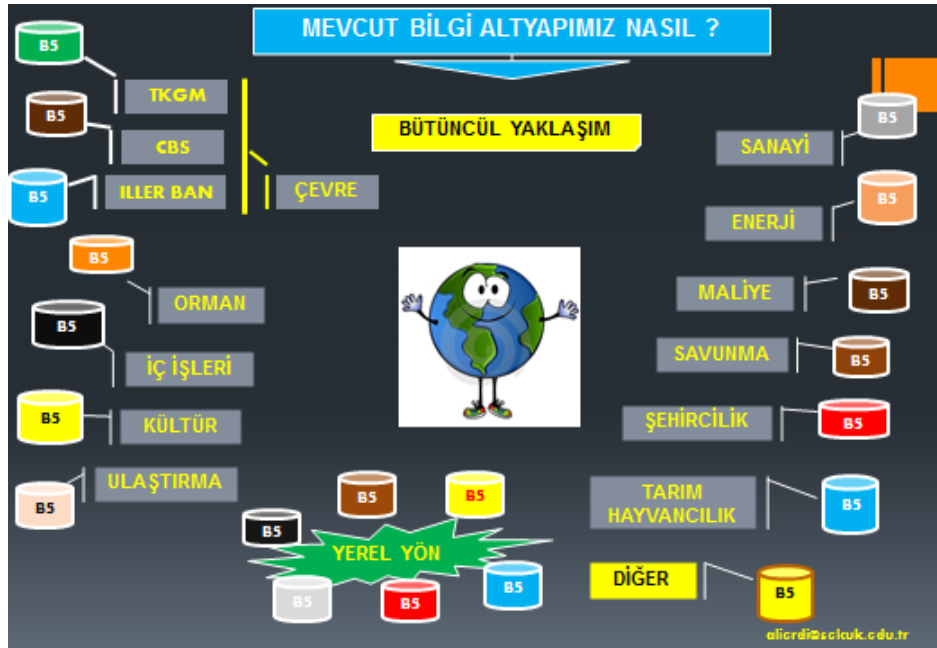 MEVCUT BİLGİ ALTYAPIMIZ NASIL ?
BÜTÜNCÜL YAKLAŞIM
B5
TKGM
B5
CBS
B5
ILLER BAN
ÇEVRE
B5
ORMAN
B5
İÇ İŞLERİ
B5
KÜLTÜR
B5
ULAŞTIRMA
B5
SANAYİ
B5
ENERJİ
B5
MALİYE
B5
SAVUNMA
B5
ŞEHİRCİLİK
B5
TARIM
HAYVANCILIK
B5
DİĞER
B5
B5
B5
B5
YEREL YÖN
B5
B5
B5